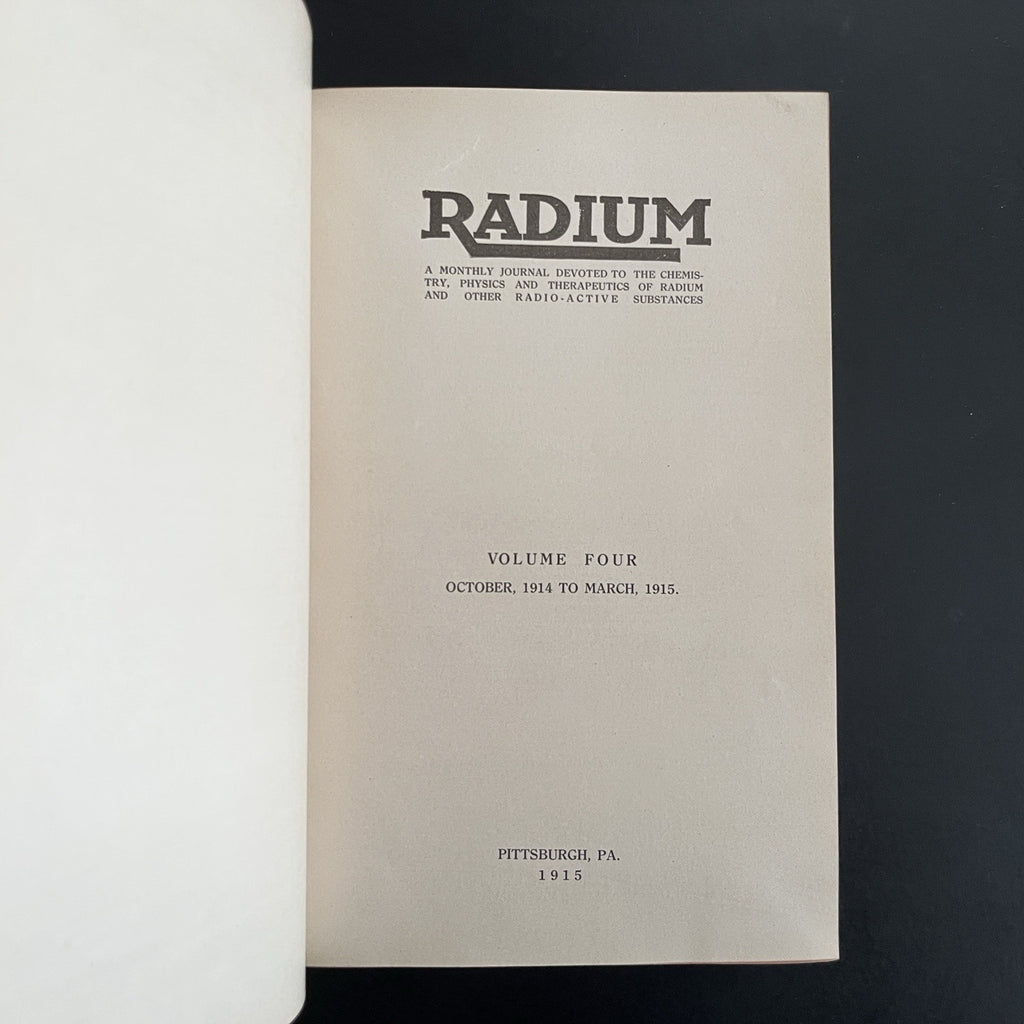 RADIUM
A MONTHLY JOURNAL DEVOTED TO THE CHEMIS-
TRY, PHYSICS AND THERAPEUTICS OF RADIUM
AND OTHER RADIO-ACTIVE SUBSTANCES
VOLUME FOUR
OCTOBER, 1914 TO MARCH, 1915.
PITTSBURGH, PA.
1915